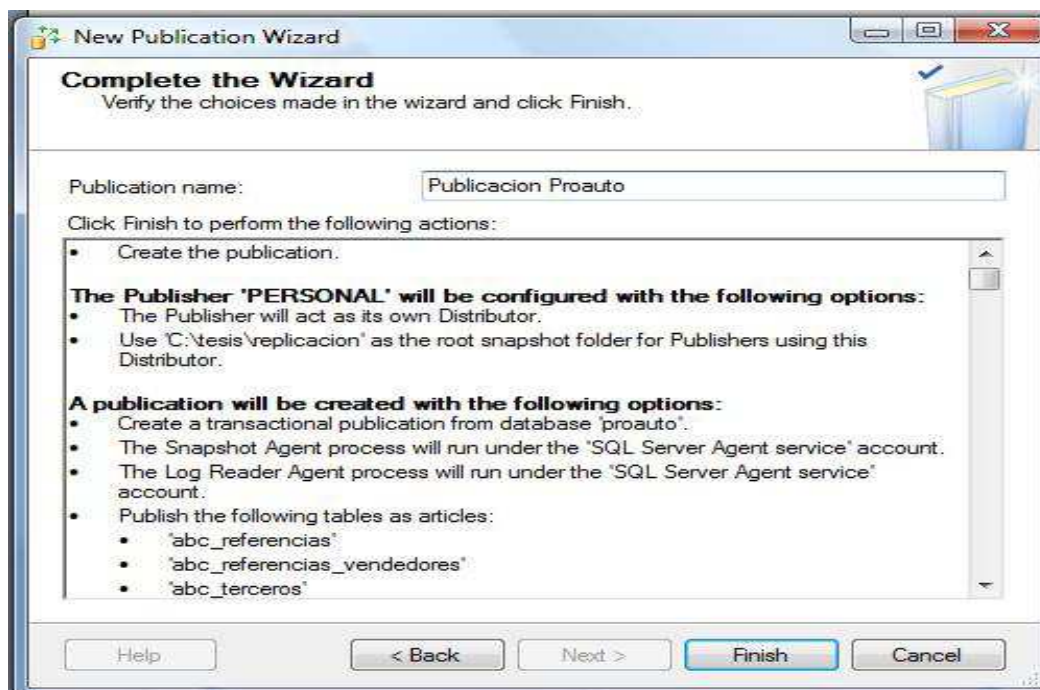 New Publication Wizard
Complete the Wizard
Verify the choices made in the wizard and click Finish.
Publication name: Publicacion Proauto
Click Finish to perform the following actions:
• Create the publication.
The Publisher 'PERSONAL' will be configured with the following options:
• The Publisher will act as its own Distributor.
• Use 'C:\tesis\replicacion' as the root snapshot folder for Publishers using this
Distributor.
A publication will be created with the following options:
• Create a transactional publication from database 'proauto'.
• The Snapshot Agent process will run under the 'SQL Server Agent service' account.
• The Log Reader Agent process will run under the 'SQL Server Agent service'
account.
• Publish the following tables as articles:
• 'abc_referencias'
• 'abc_referencias_vendedores'
• 'abc_terceros'
Help < Back Next > Finish Cancel